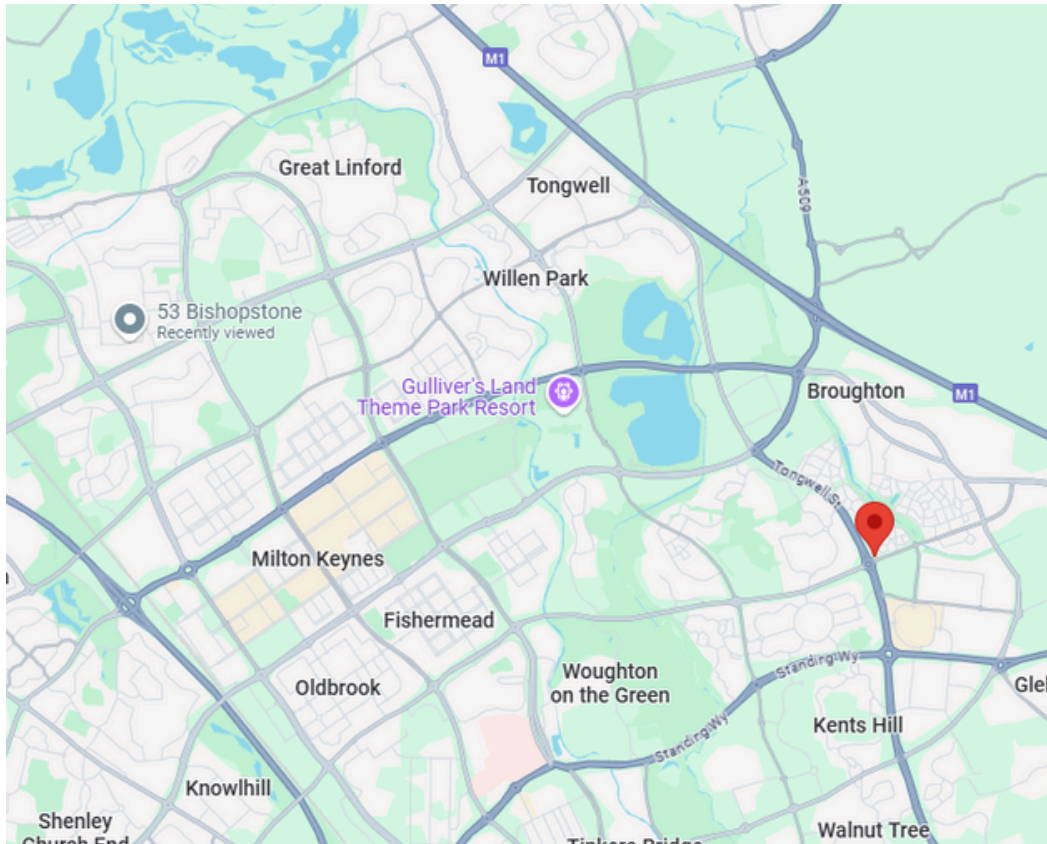 M1
Great Linford
Tongwell
A509
Willen Park
53 Bishopstone
Recently viewed
Gulliver's Land
Theme Park Resort
Broughton
M1
Tongwell St
Milton Keynes
Fishermead
Oldbrook
Woughton
on the Green
Standing Wy
Kents Hill
Standing Wy
Knowlhill
Shenley
Walnut Tree